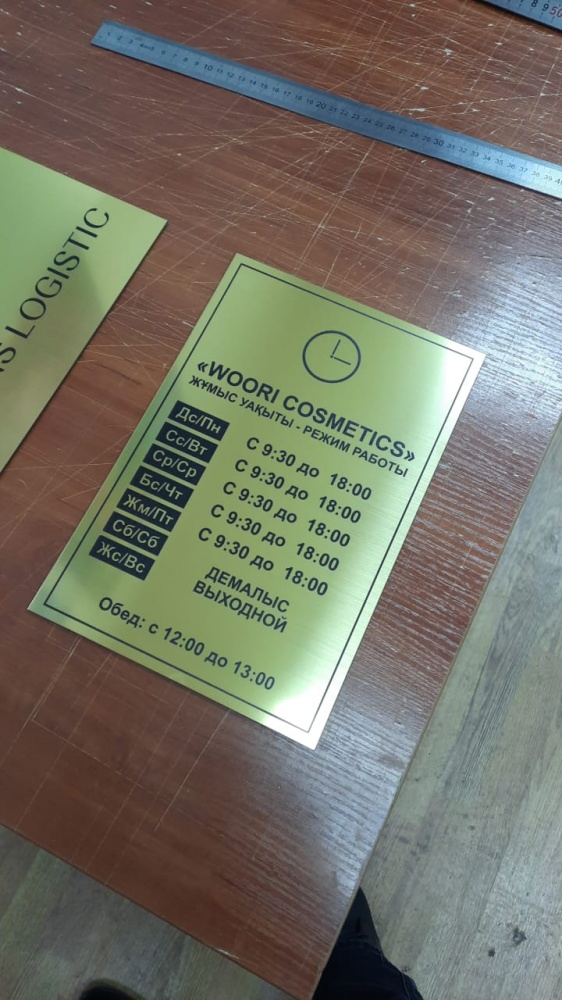 «WOORI COSMETICS»
ЖҰМЫС УАҚЫТЫ - РЕЖИМ РАБОТЫ
Дс/Пн С 9:30 до 18:00
Сс/Вт С 9:30 до 18:00
Ср/Ср С 9:30 до 18:00
Бс/Чт С 9:30 до 18:00
Жм/Пт С 9:30 до 18:00
Сб/Сб ДЕМАЛЫС
Жс/Вс ВЫХОДНОЙ
Обед: с 12:00 до 13:00
LOGISTIC